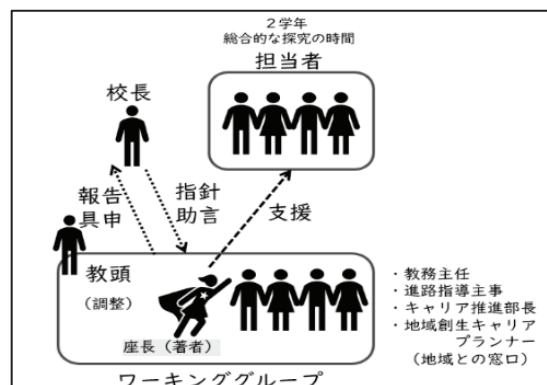 2学年
総合的な探究の時間
担当者
校長
報告
具申
指針
助言
支援
教頭
(調整)
座長(著者)
・教務主任
・進路指導主事
・キャリア推進部長
・地域創生キャリア
プランナー
(地域との窓口)
ワーキンググループ